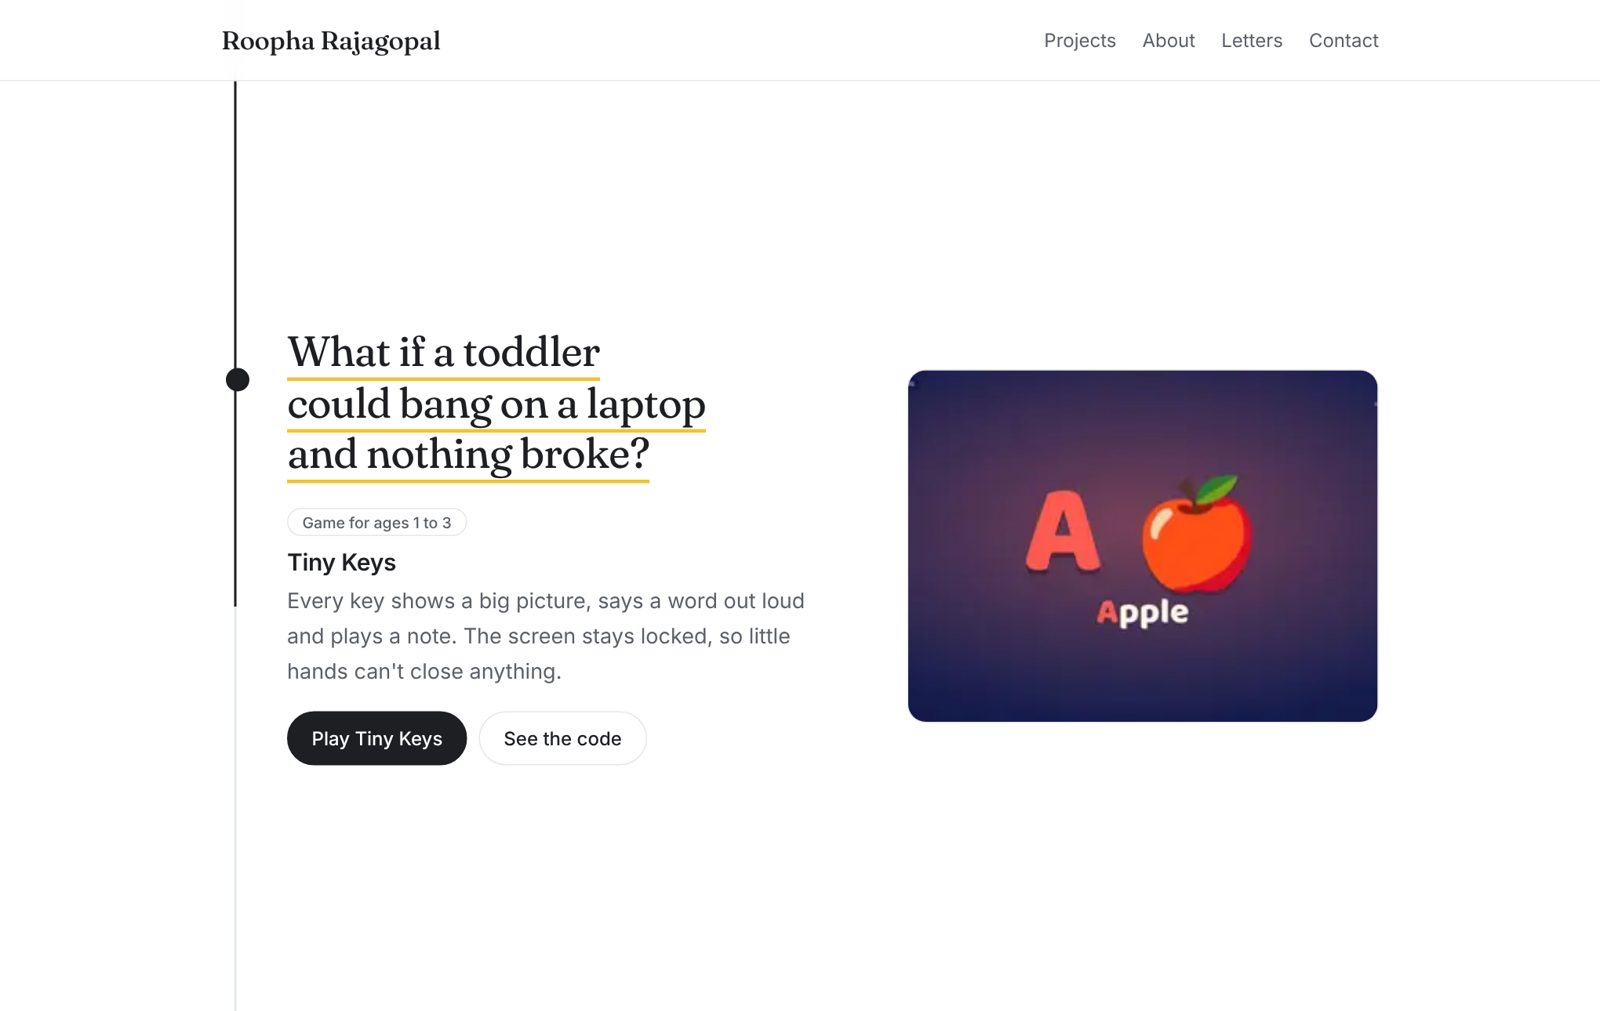 Roopha Rajagopal
Projects
About
Letters
Contact
What if a toddler
could bang on a laptop
and nothing broke?
Game for ages 1 to 3
Tiny Keys
Every key shows a big picture, says a word out loud
and plays a note. The screen stays locked, so little
hands can't close anything.
Play Tiny Keys
See the code
A
Apple